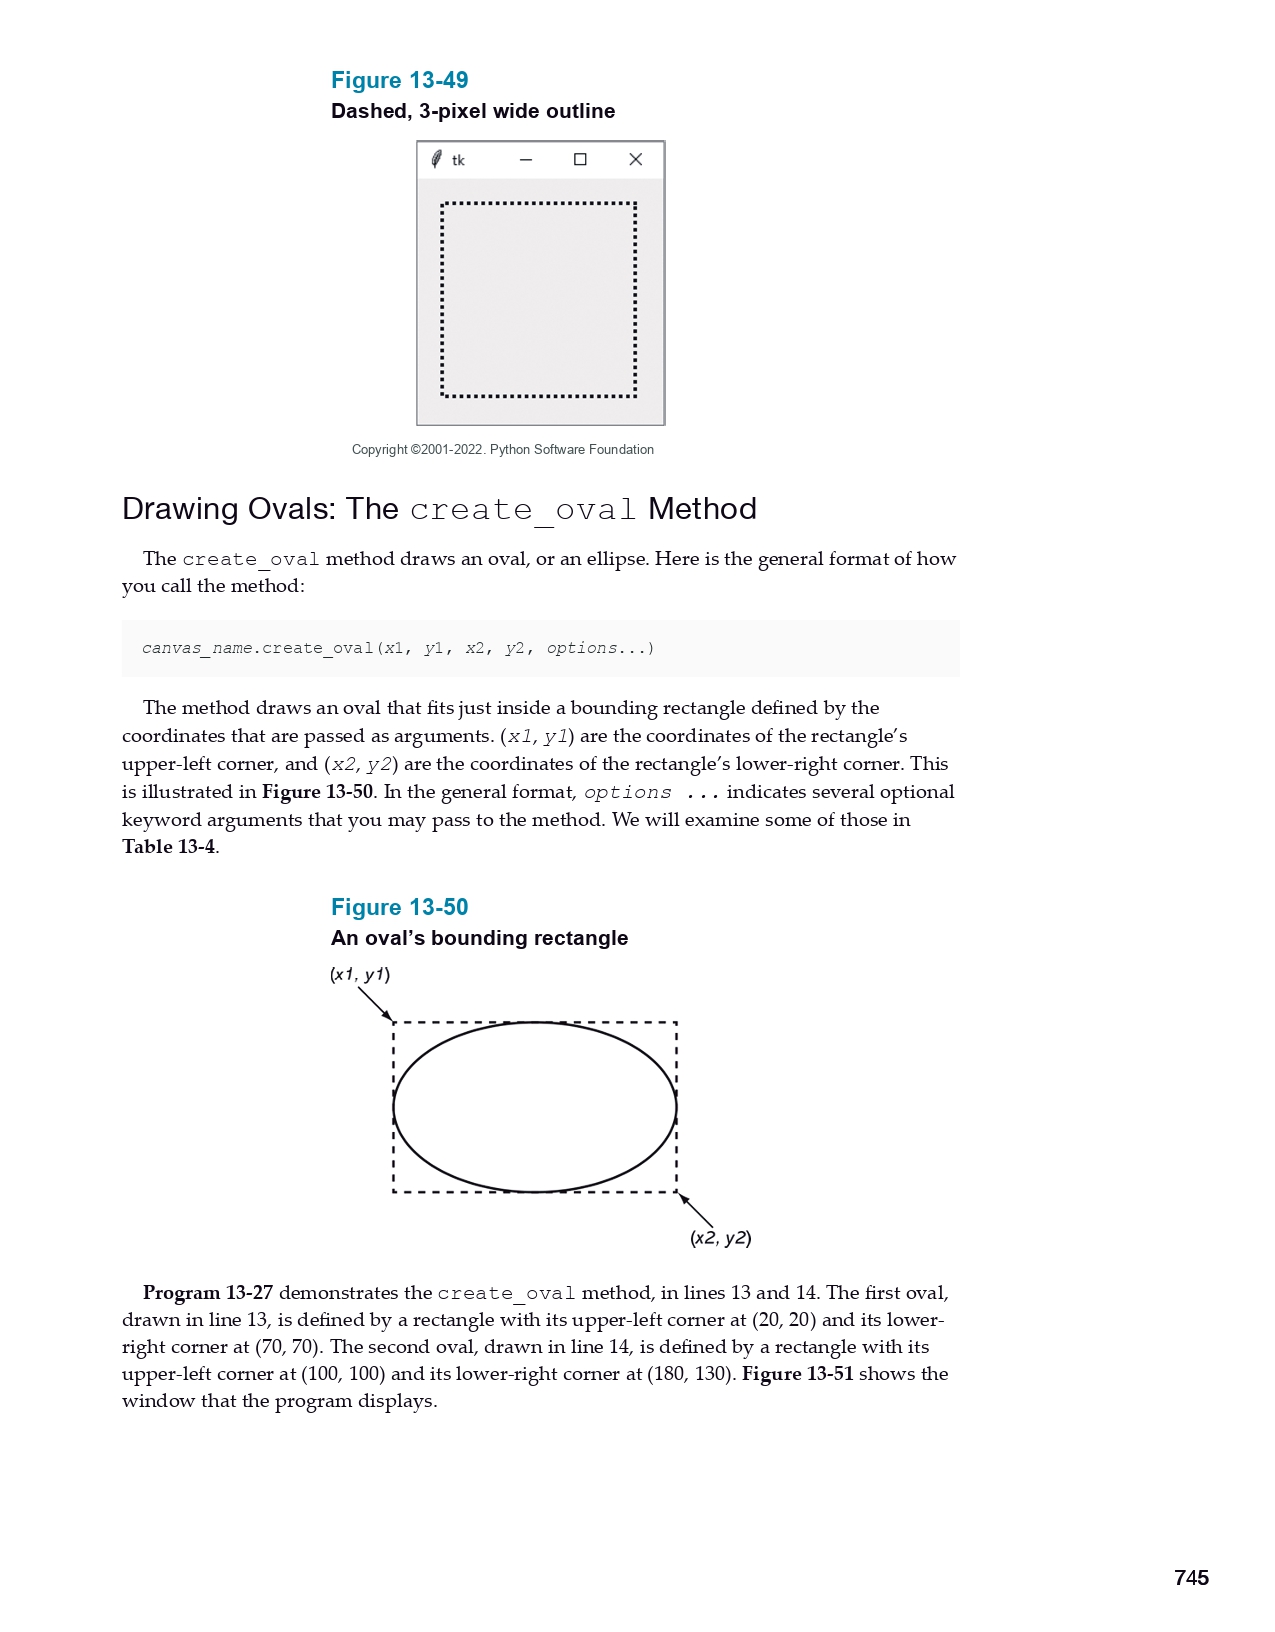 Figure 13-49
Dashed, 3-pixel wide outline
tk
Copyright ©2001-2022. Python Software Foundation
Drawing Ovals: The create_oval Method
The create_oval method draws an oval, or an ellipse. Here is the general format of how
you call the method:
canvas_name.create_oval(x1, y1, x2, y2, options...)
The method draws an oval that fits just inside a bounding rectangle defined by the
coordinates that are passed as arguments. (x1, y1) are the coordinates of the rectangle’s
upper-left corner, and (x2, y2) are the coordinates of the rectangle’s lower-right corner. This
is illustrated in Figure 13-50. In the general format, options ... indicates several optional
keyword arguments that you may pass to the method. We will examine some of those in
Table 13-4.
Figure 13-50
An oval’s bounding rectangle
(x1, y1)
(x2, y2)
Program 13-27 demonstrates the create_oval method, in lines 13 and 14. The first oval,
drawn in line 13, is defined by a rectangle with its upper-left corner at (20, 20) and its lower-
right corner at (70, 70). The second oval, drawn in line 14, is defined by a rectangle with its
upper-left corner at (100, 100) and its lower-right corner at (180, 130). Figure 13-51 shows the
window that the program displays.
745